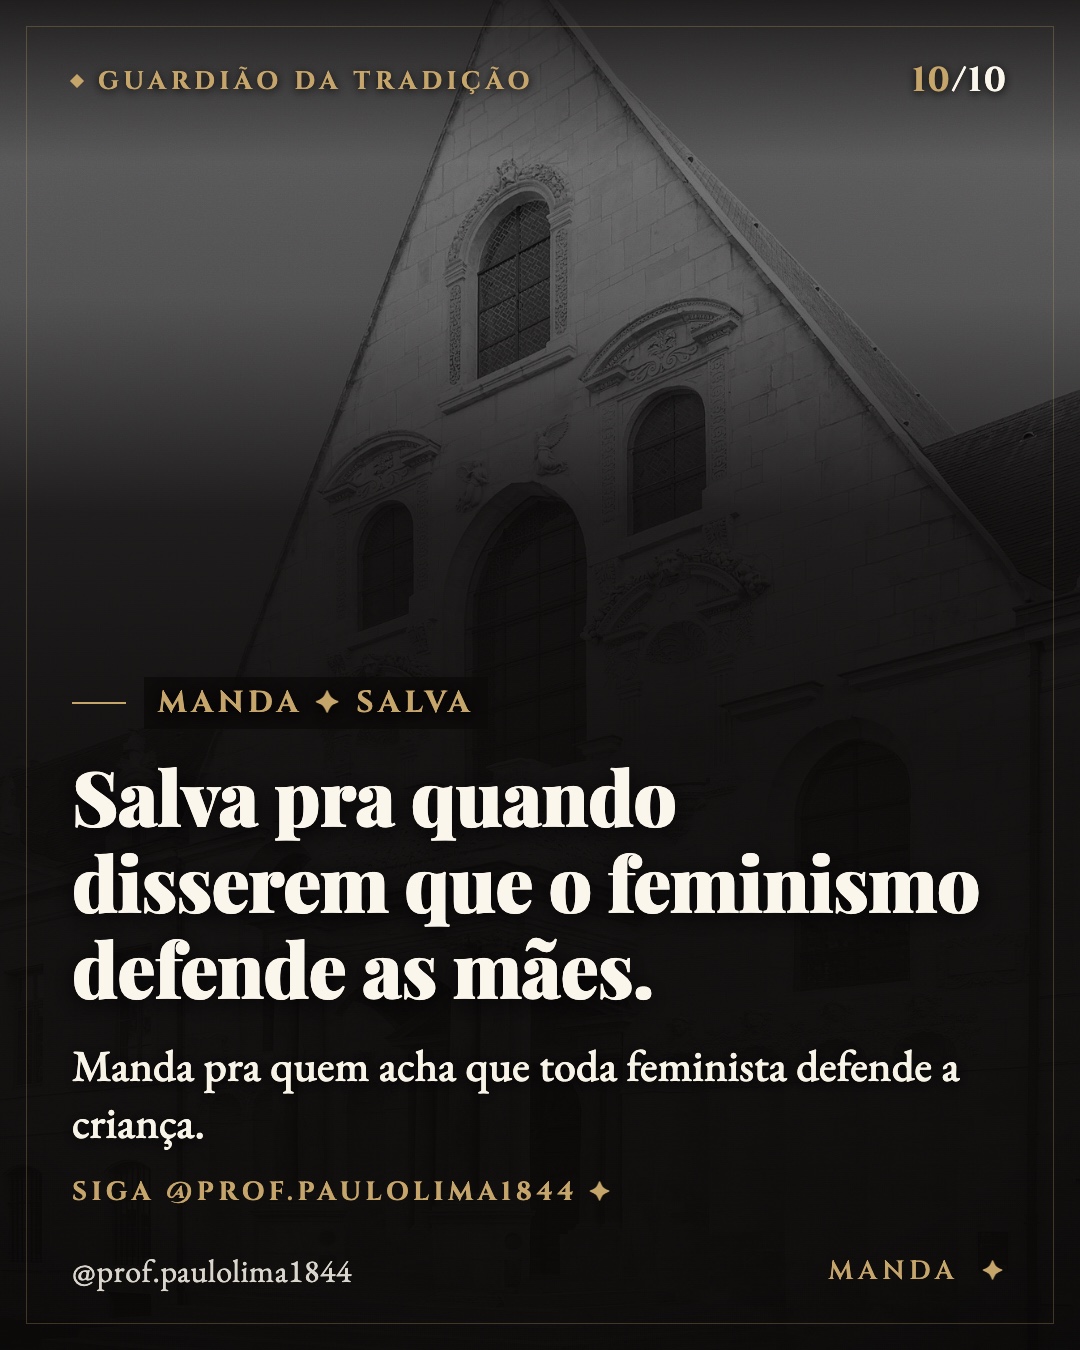 ◆ GUARDIÃO DA TRADIÇÃO
10/10
MANDA ✦ SALVA
Salva pra quando
disserem que o feminismo
defende as mães.
Manda pra quem acha que toda feminista defende a
criança.
SIGA @PROF.PAULOLIMA1844 ✦
@prof.paulolima1844
MANDA ✦